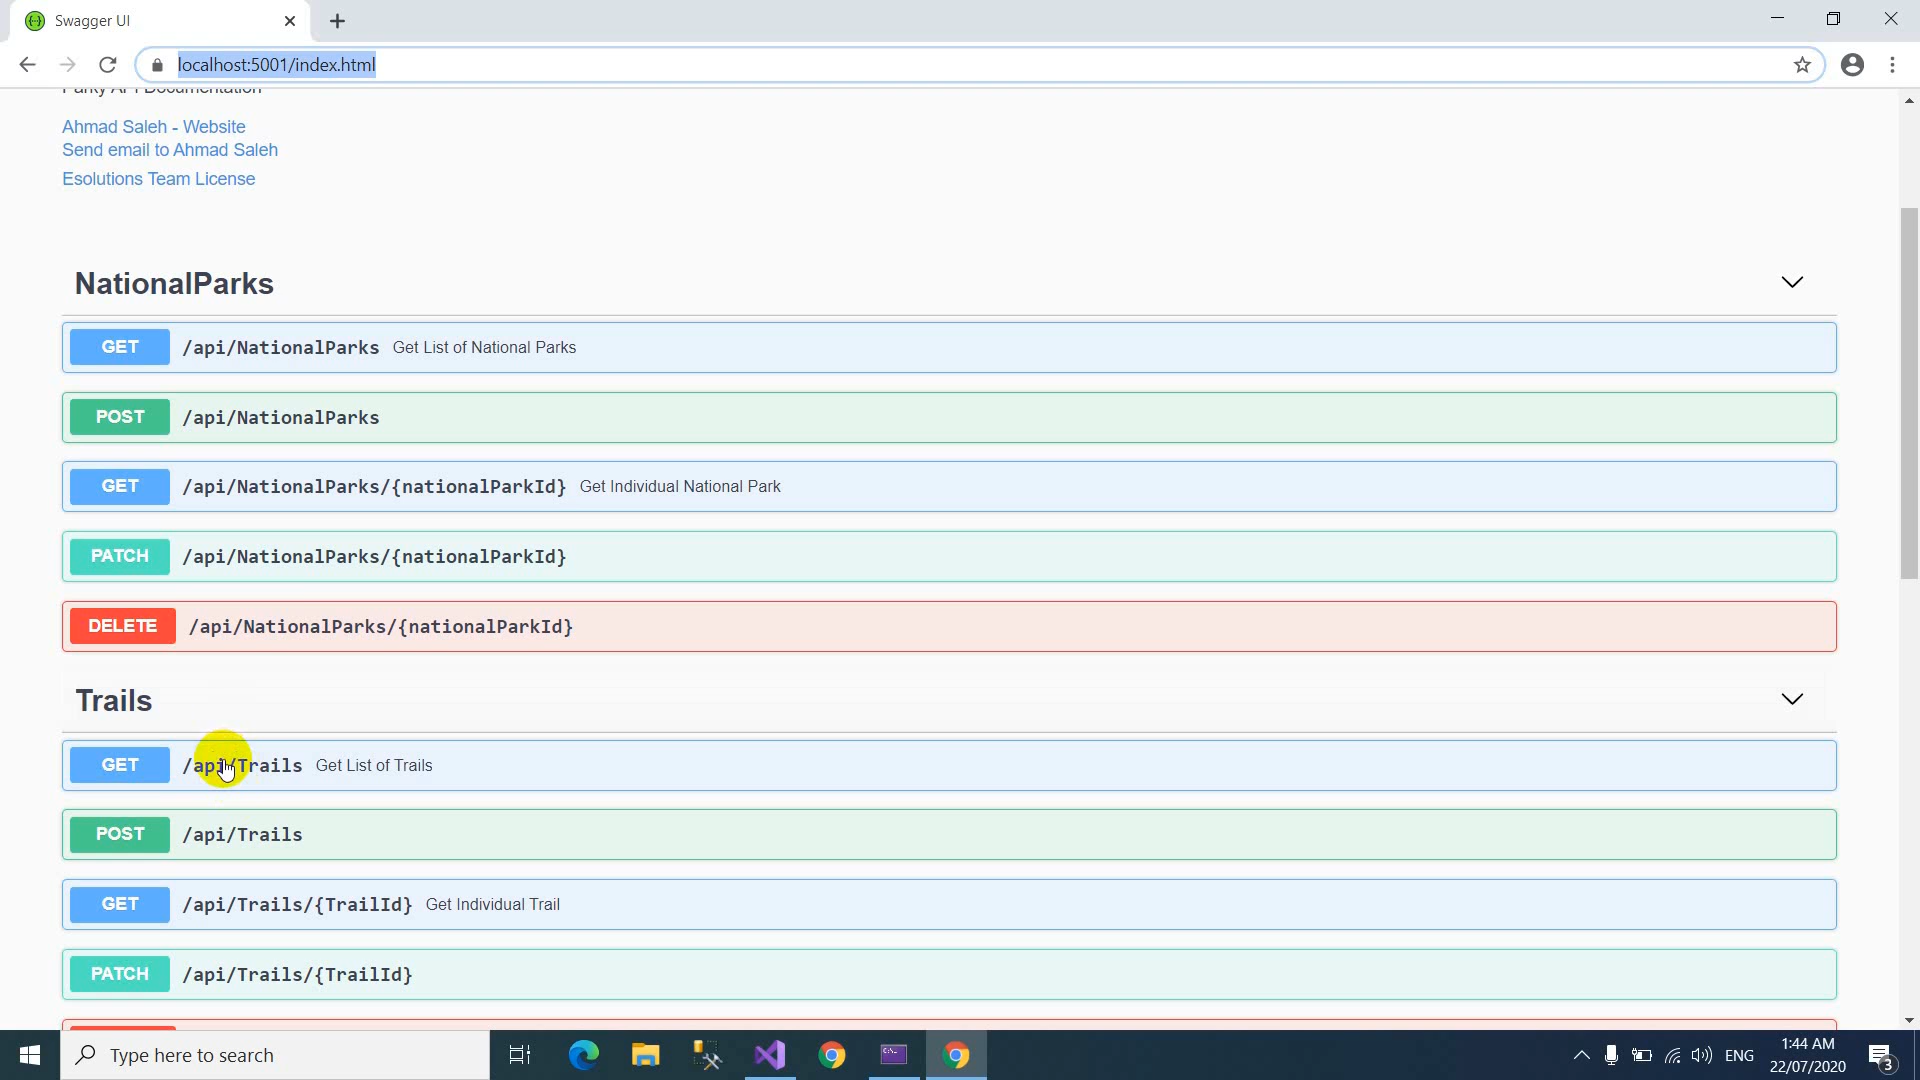 Swagger UI
localhost:5001/index.html
Parky API Documentation
Ahmad Saleh - Website
Send email to Ahmad Saleh
Esolutions Team License
NationalParks
GET /api/NationalParks Get List of National Parks
POST /api/NationalParks
GET /api/NationalParks/{nationalParkId} Get Individual National Park
PATCH /api/NationalParks/{nationalParkId}
DELETE /api/NationalParks/{nationalParkId}
Trails
GET /api/Trails Get List of Trails
POST /api/Trails
GET /api/Trails/{TrailId} Get Individual Trail
PATCH /api/Trails/{TrailId}
Type here to search
ENG
1:44 AM
22/07/2020
3